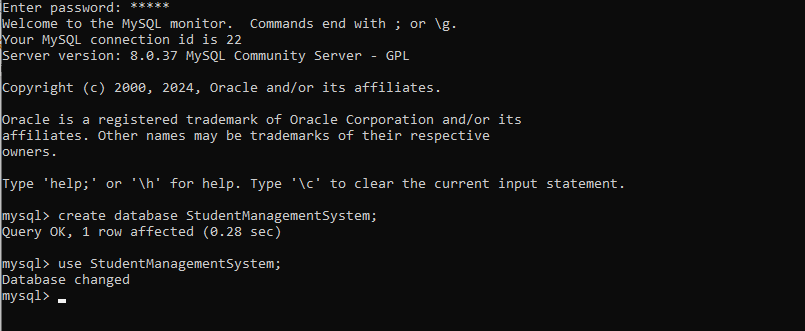 Enter password: *****
Welcome to the MySQL monitor.  Commands end with ; or \g.
Your MySQL connection id is 22
Server version: 8.0.37 MySQL Community Server - GPL
Copyright (c) 2000, 2024, Oracle and/or its affiliates.
Oracle is a registered trademark of Oracle Corporation and/or its
affiliates. Other names may be trademarks of their respective
owners.
Type 'help;' or '\h' for help. Type '\c' to clear the current input statement.
mysql> create database StudentManagementSystem;
Query OK, 1 row affected (0.28 sec)
mysql> use StudentManagementSystem;
Database changed
mysql>